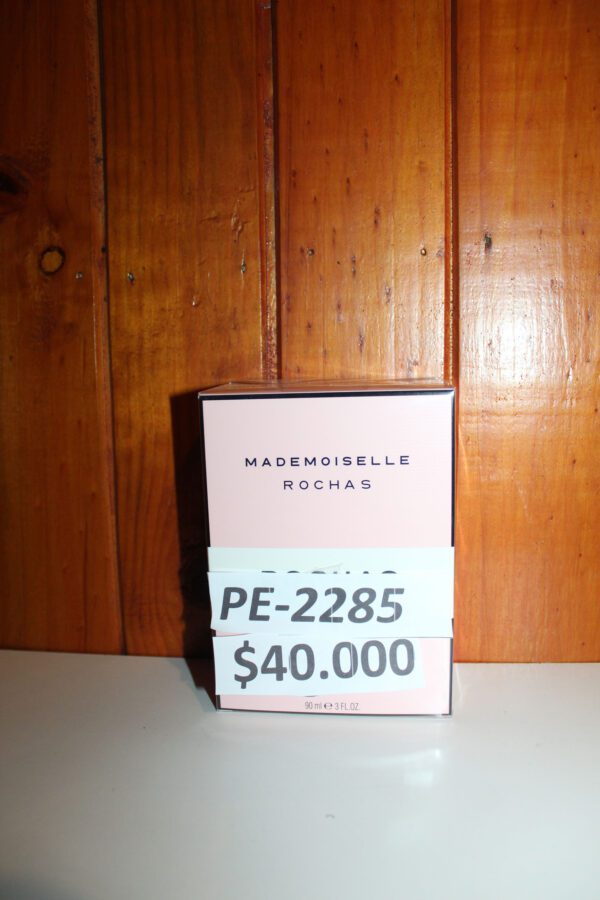 MADEMOISELLE
ROCHAS
PE-2285
$40.000
90 ml e 3 FL.OZ.